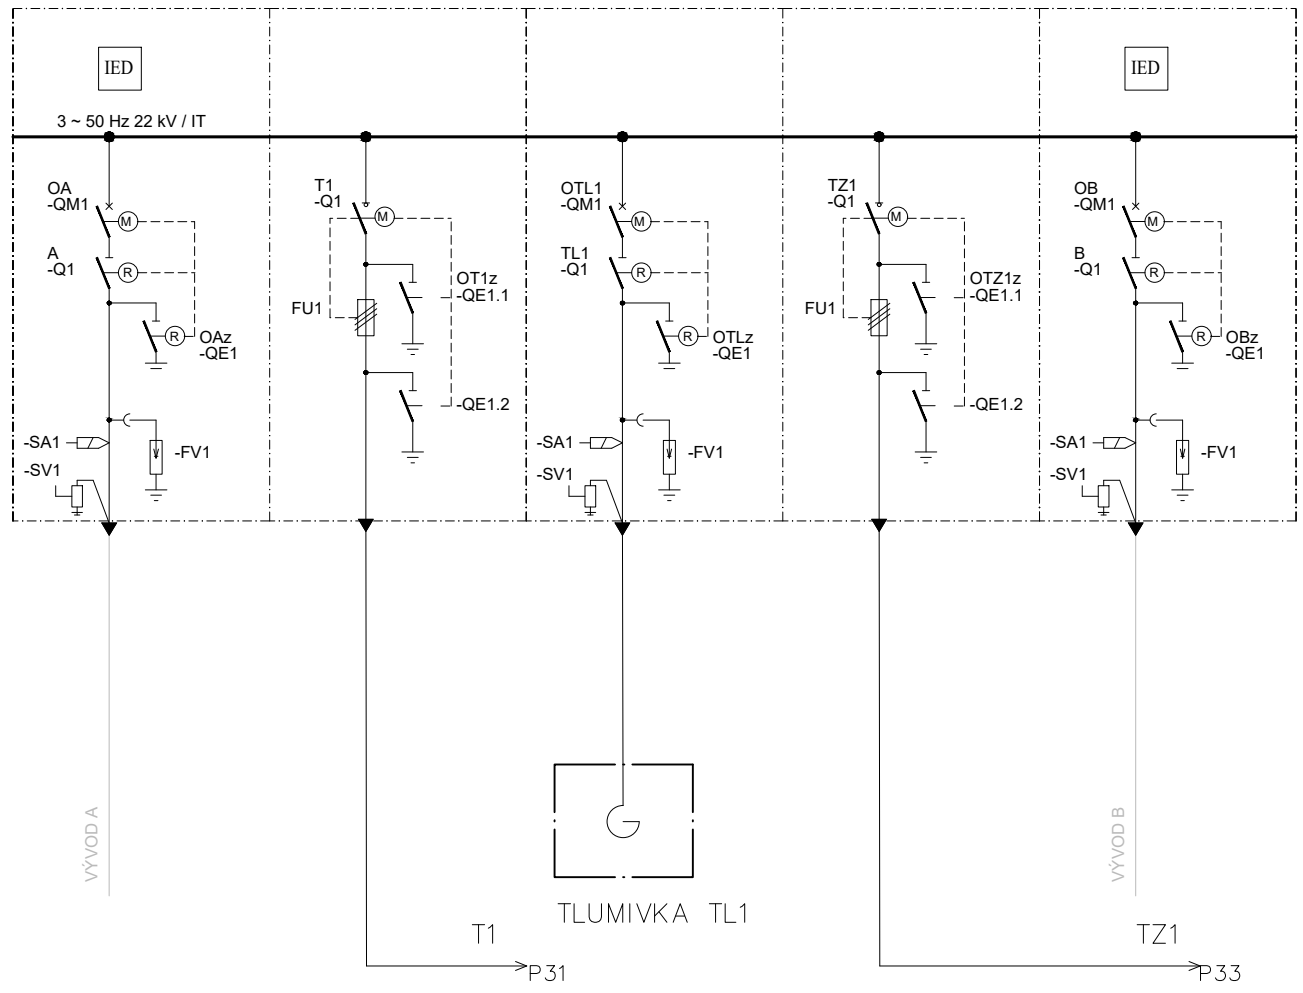 IED
IED
3 ~ 50 Hz 22 kV / IT
OA
-QM1
M
A
-Q1
R
R
OAz
-QE1
-SA1
-SV1
-FV1
T1
-Q1
M
FU1
OT1z
-QE1.1
-QE1.2
OTL1
-QM1
M
TL1
-Q1
R
R
OTLz
-QE1
-SA1
-SV1
-FV1
TZ1
-Q1
M
FU1
OTZ1z
-QE1.1
-QE1.2
OB
-QM1
M
B
-Q1
R
R
OBz
-QE1
-SA1
-SV1
-FV1
VÝVOD A
VÝVOD B
TLUMIVKA TL1
T1
P31
TZ1
P33